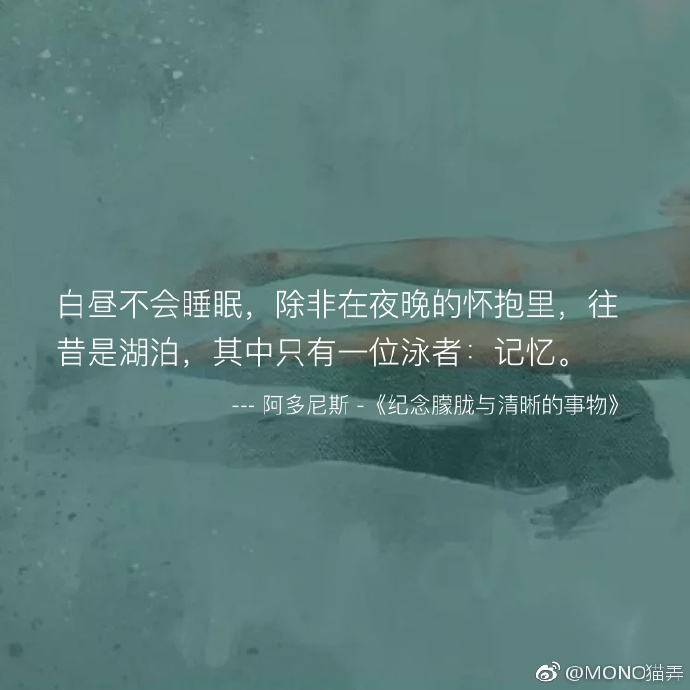 白昼不会睡眠，除非在夜晚的怀抱里，往
昔是湖泊，其中只有一位泳者：记忆。
--- 阿多尼斯 -《纪念朦胧与清晰的事物》
@MONO猫弄